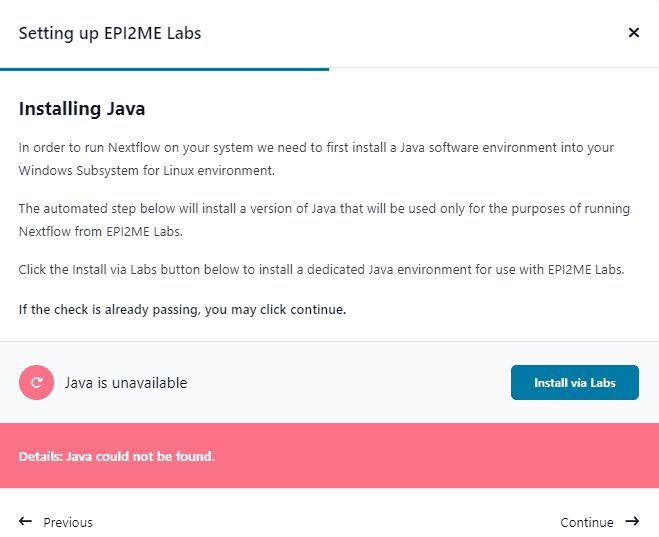 Setting up EPI2ME Labs
Installing Java
In order to run Nextflow on your system we need to first install a Java software environment into your
Windows Subsystem for Linux environment.
The automated step below will install a version of Java that will be used only for the purposes of running
Nextflow from EPI2ME Labs.
Click the Install via Labs button below to install a dedicated Java environment for use with EPI2ME Labs.
If the check is already passing, you may click continue.
Java is unavailable
Install via Labs
Details: Java could not be found.
Previous
Continue